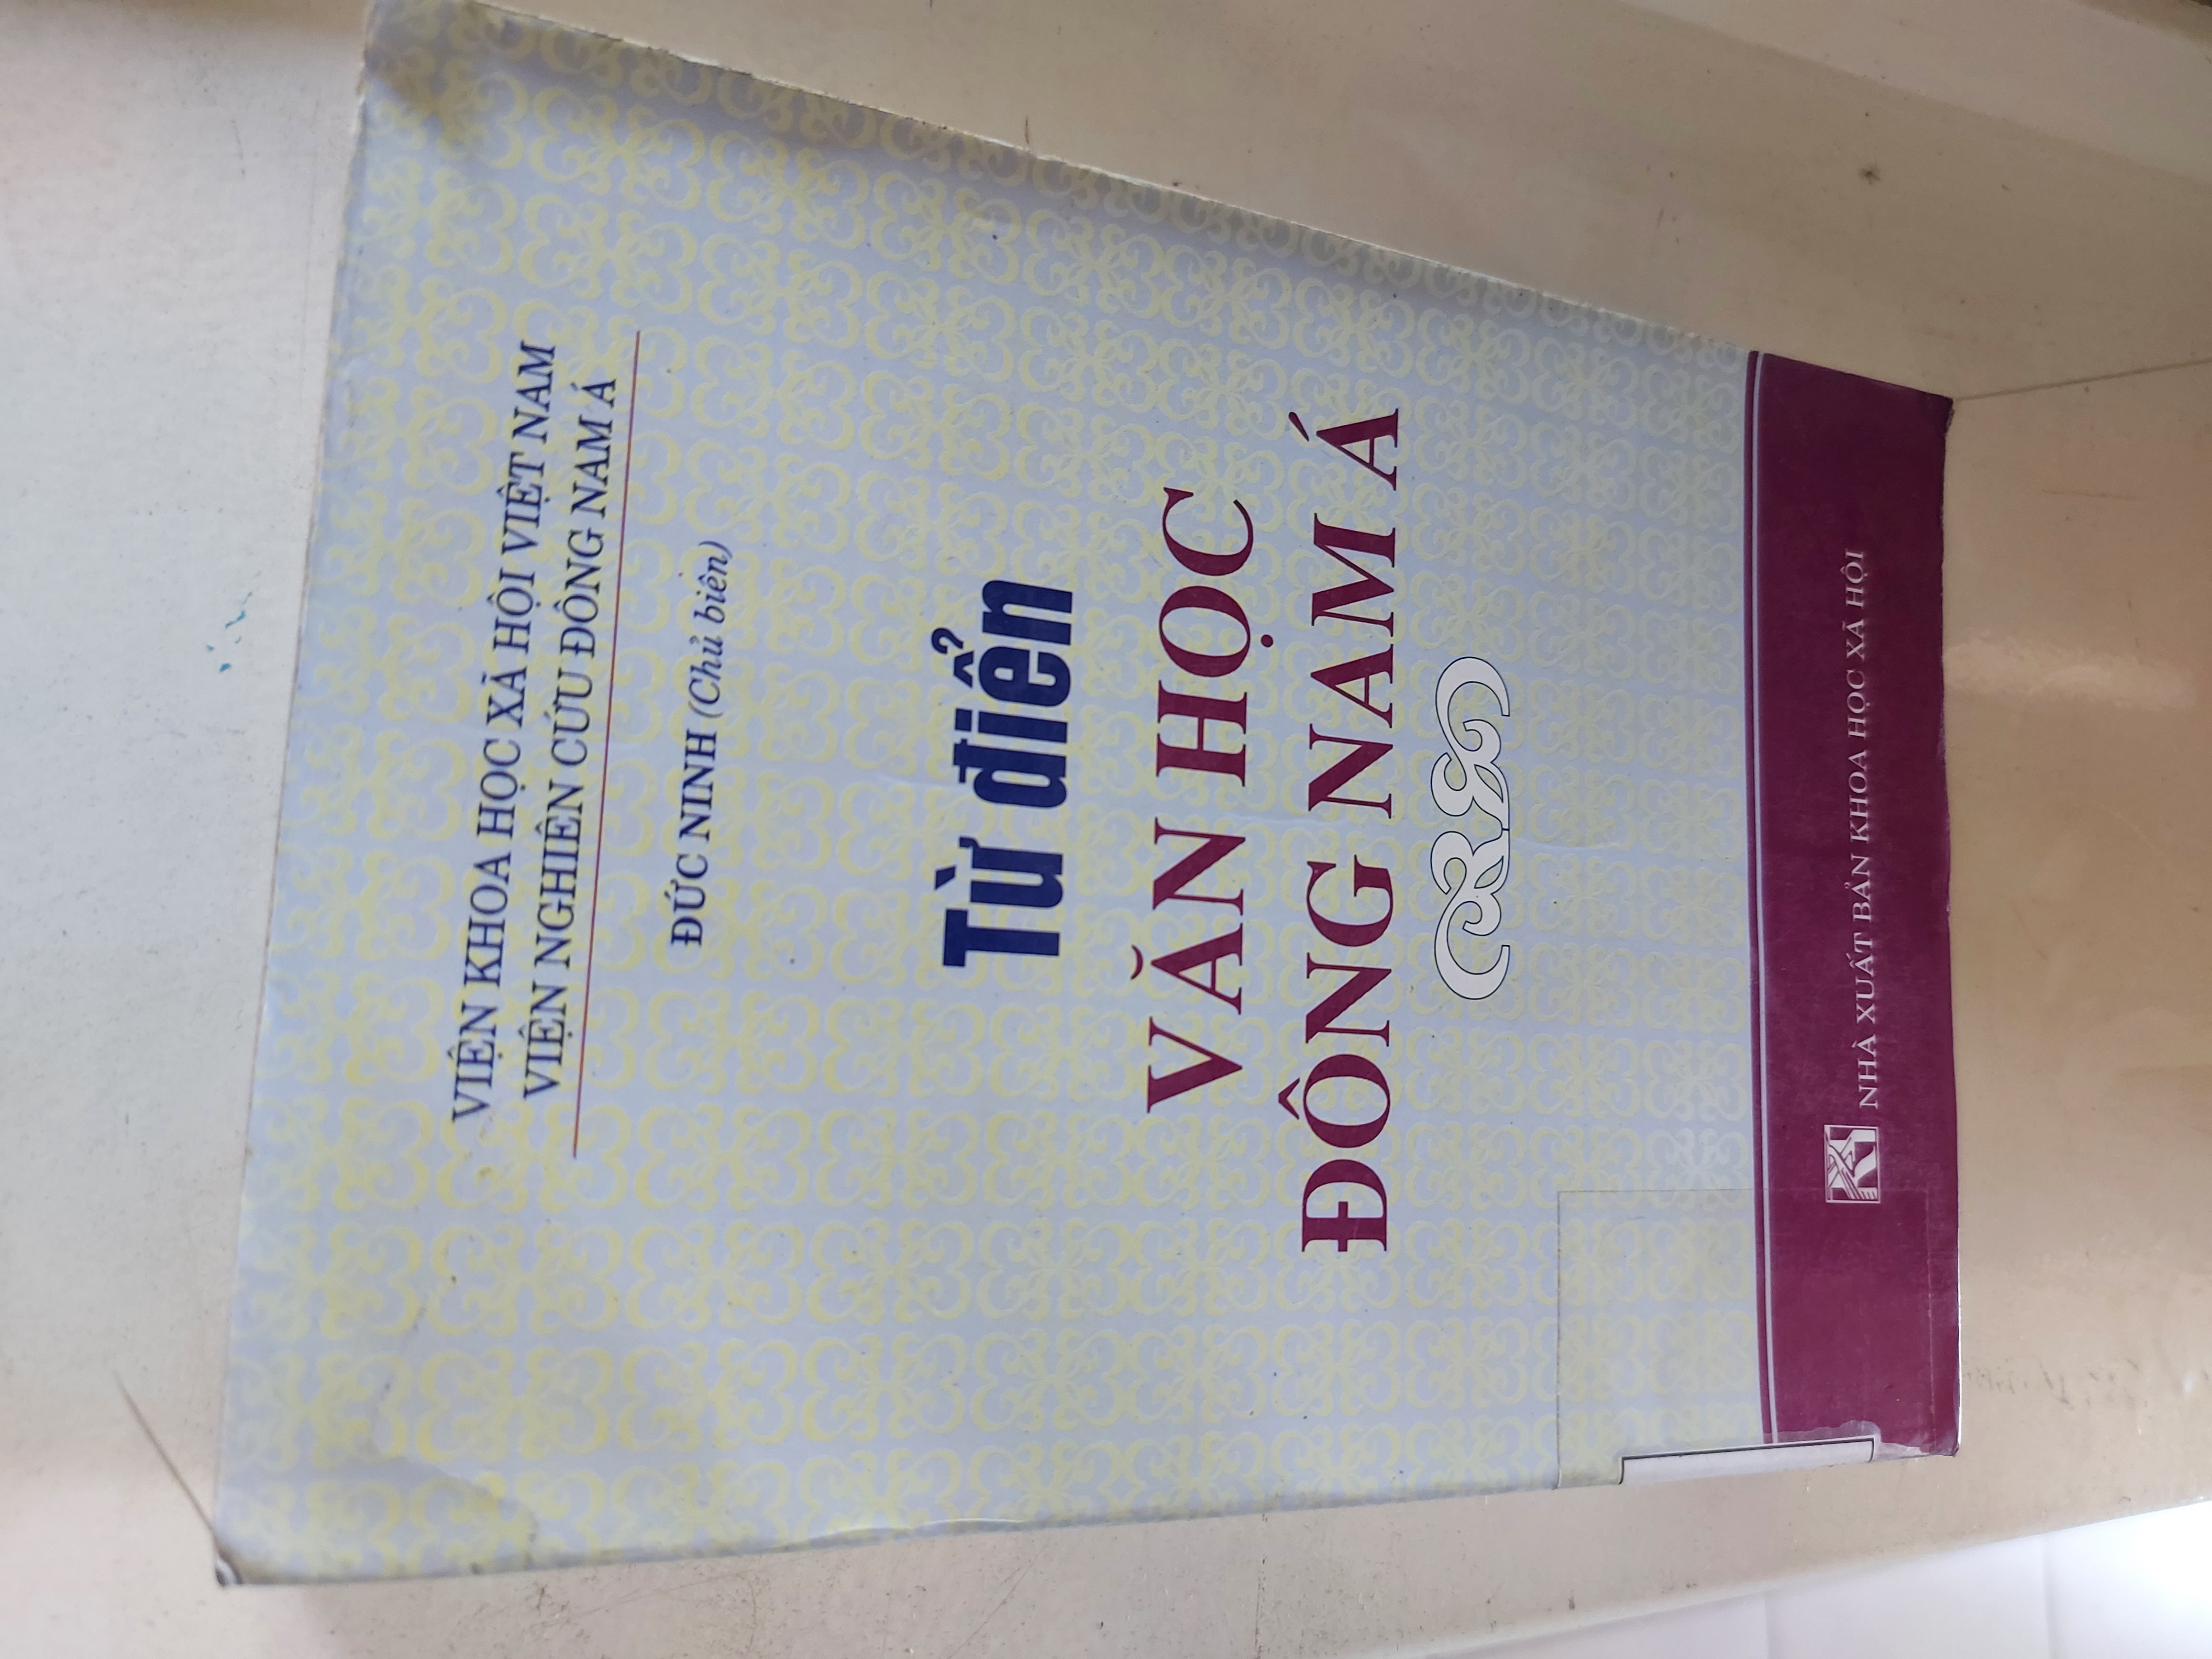 VIỆN KHOA HỌC XÃ HỘI VIỆT NAM
VIỆN NGHIÊN CỨU ĐÔNG NAM Á
ĐỨC NINH (Chủ biên)
Từ điển
VĂN HỌC
ĐÔNG NAM Á
NHÀ XUẤT BẢN KHOA HỌC XÃ HỘI